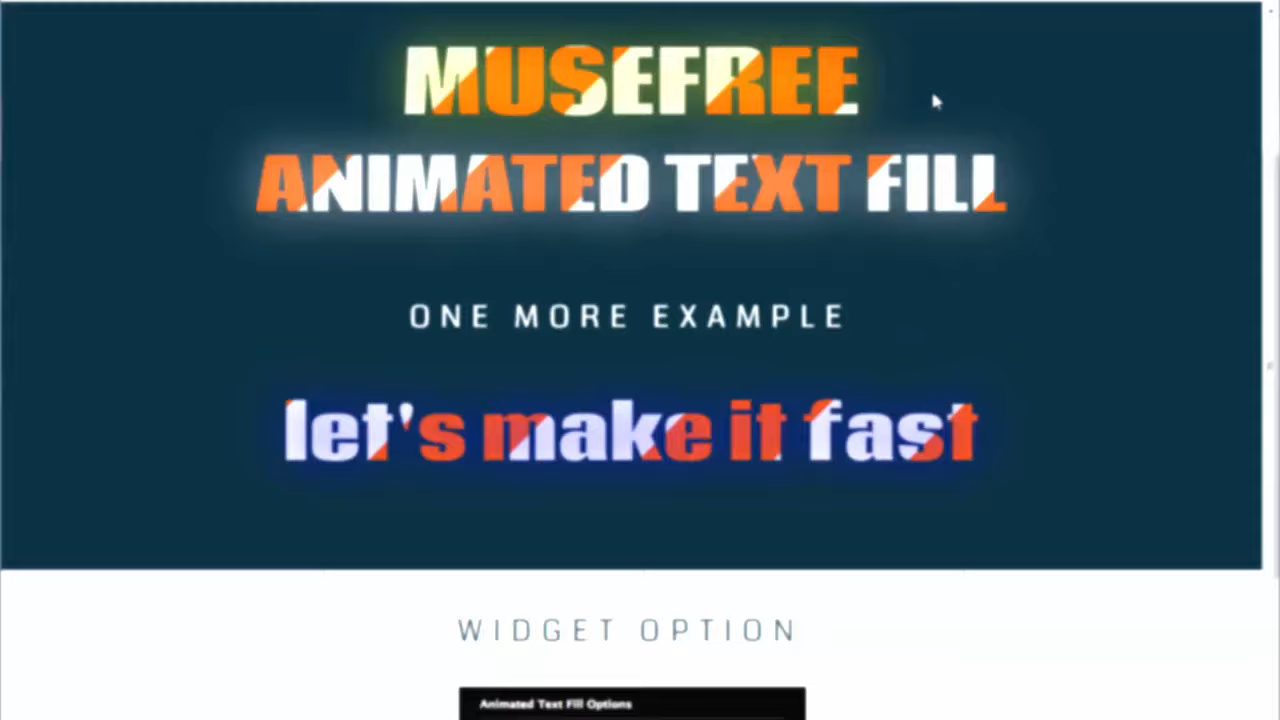 MUSEFREE
ANIMATED TEXT FILL
ONE MORE EXAMPLE
let's make it fast
WIDGET OPTION
Animated Text Fill Options